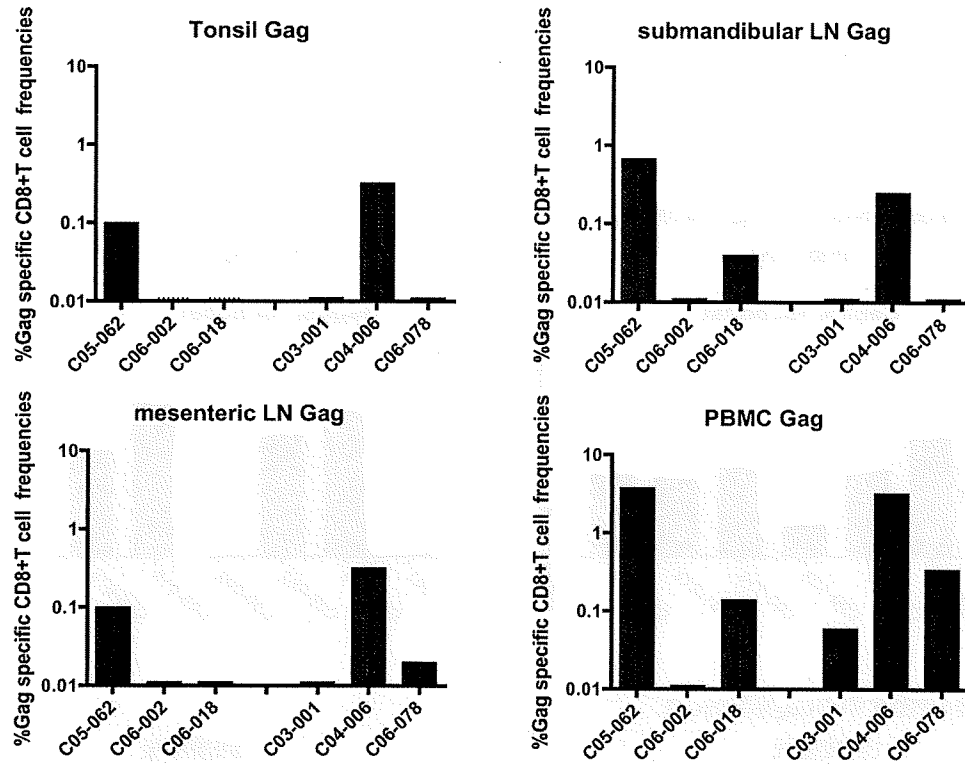 Tonsil Gag
%Gag specific CD8+T cell frequencies
10
1
0.1
0.01
C05-062
C06-002
C06-018
C03-001
C04-006
C06-078
submandibular LN Gag
%Gag specific CD8+T cell frequencies
10
1
0.1
0.01
C05-062
C06-002
C06-018
C03-001
C04-006
C06-078
mesenteric LN Gag
%Gag specific CD8+T cell frequencies
10
1
0.1
0.01
C05-062
C06-002
C06-018
C03-001
C04-006
C06-078
PBMC Gag
%Gag specific CD8+T cell frequencies
10
1
0.1
0.01
C05-062
C06-002
C06-018
C03-001
C04-006
C06-078